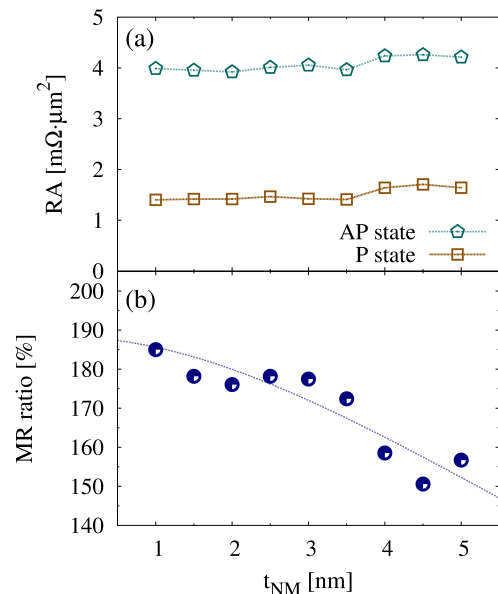 (a)
RA [mΩ·μm²]
5
4
3
2
1
0
AP state
P state
(b)
MR ratio [%]
200
190
180
170
160
150
140
1 2 3 4 5
t_NM [nm]